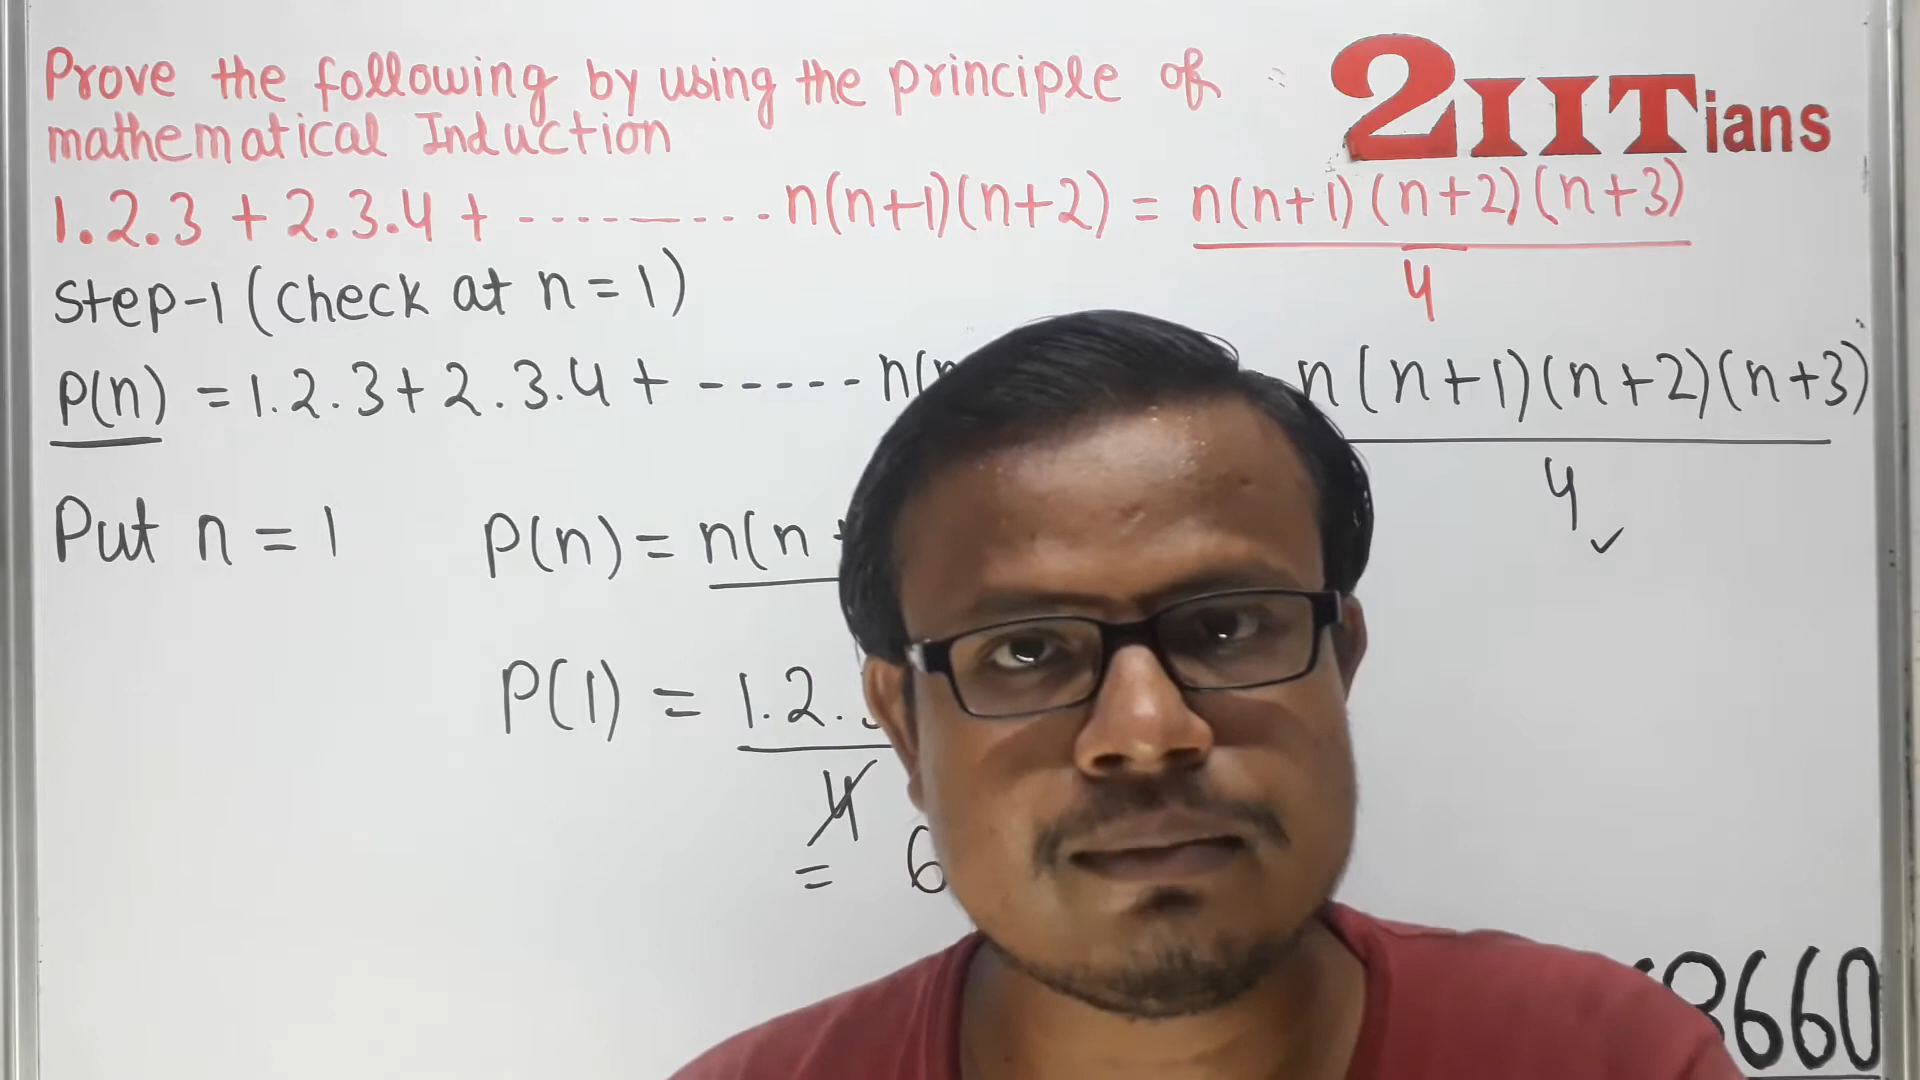 Prove the following by using the principle of
mathematical Induction
2IITians
1.2.3 + 2.3.4 + ---------- n(n+1)(n+2) = n(n+1)(n+2)(n+3)
4
Step-1 (check at n = 1)
P(n) = 1.2.3 + 2.3.4 + ----- n( n(n+1)(n+2)(n+3)
4 ✓
Put n = 1 P(n) = n(n +
P(1) = 1.2.
4
= 6
8660